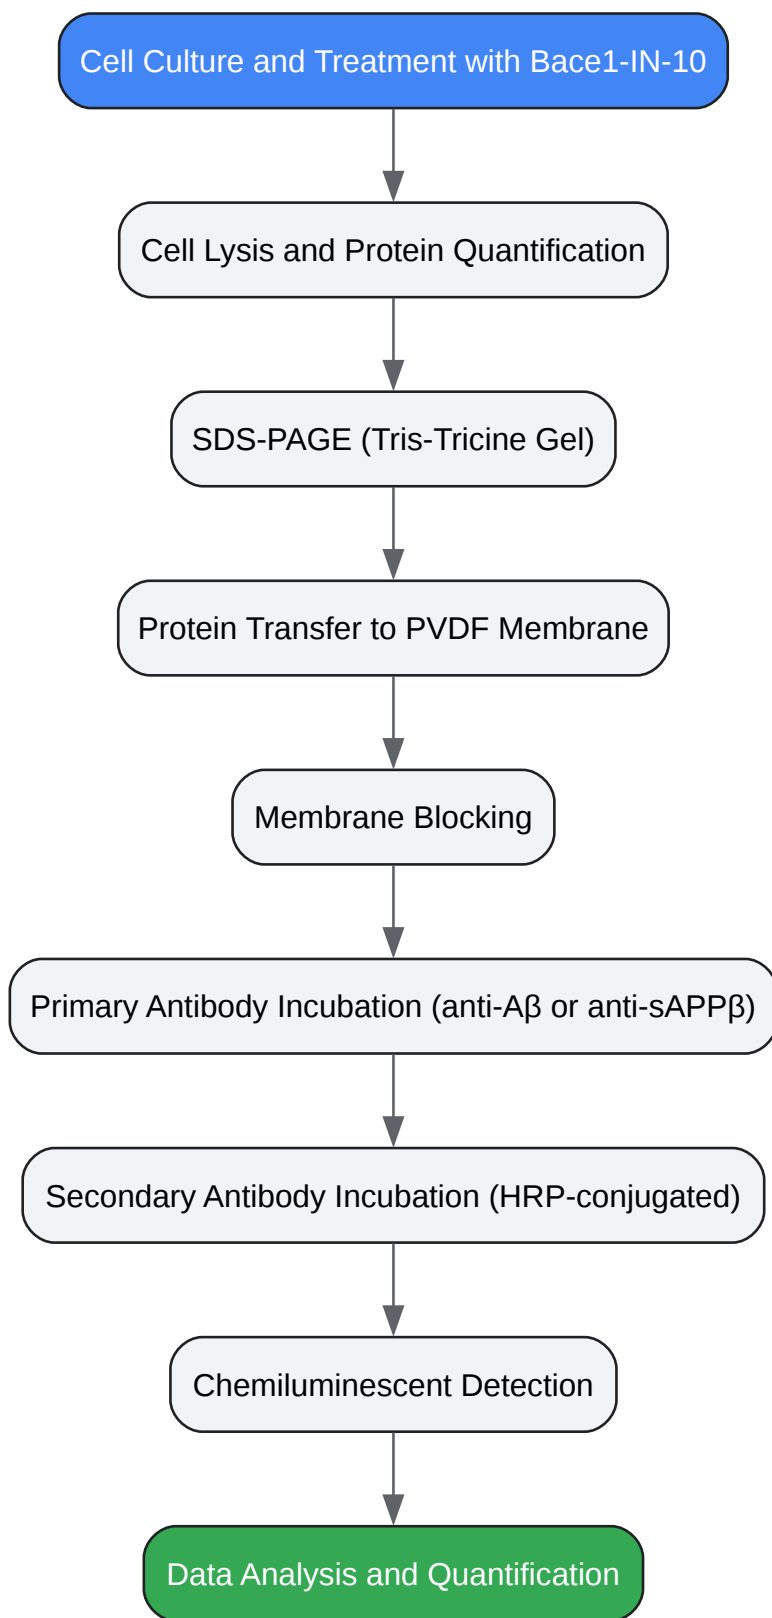 Cell Culture and Treatment with Bace1-IN-10
Cell Lysis and Protein Quantification
SDS-PAGE (Tris-Tricine Gel)
Protein Transfer to PVDF Membrane
Membrane Blocking
Primary Antibody Incubation (anti-Aβ or anti-sAPPβ)
Secondary Antibody Incubation (HRP-conjugated)
Chemiluminescent Detection
Data Analysis and Quantification